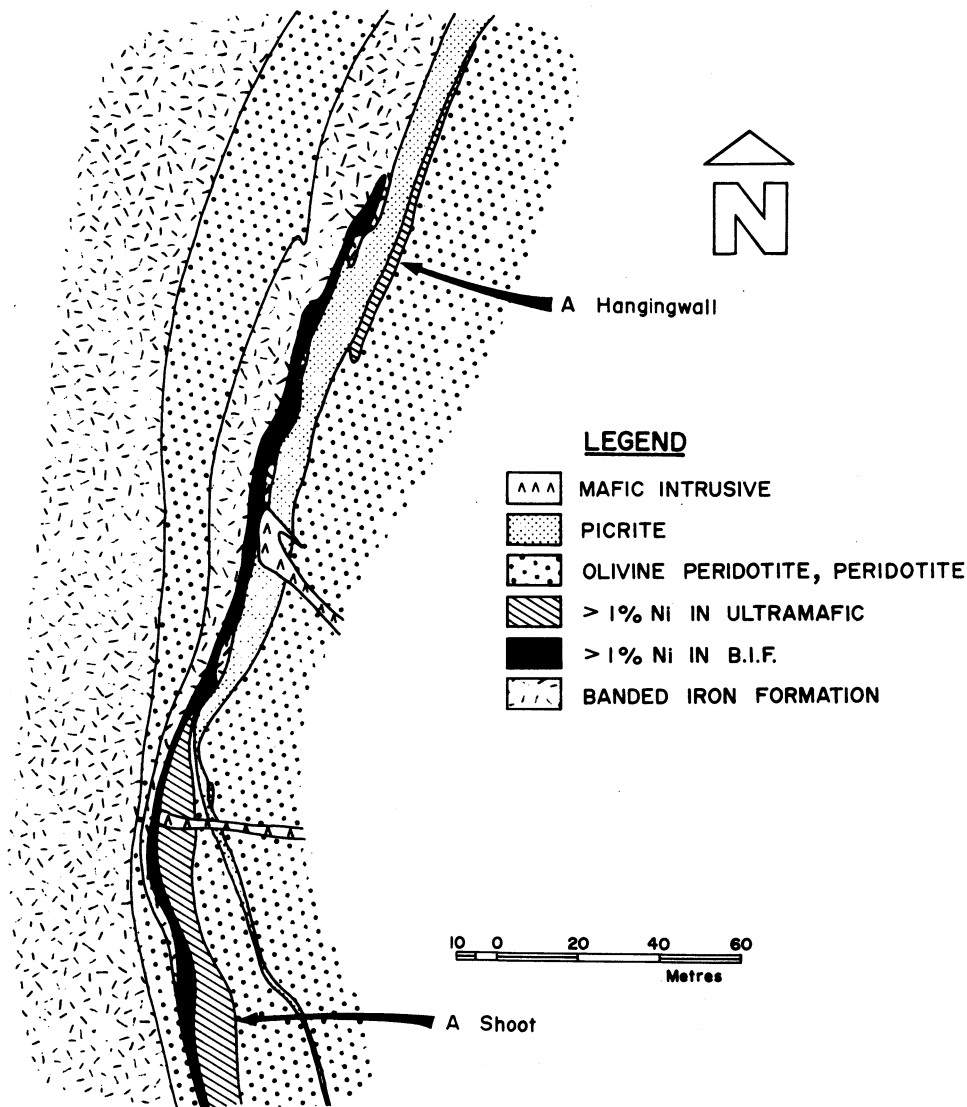 N
A Hangingwall
LEGEND
MAFIC INTRUSIVE
PICRITE
OLIVINE PERIDOTITE, PERIDOTITE
> 1% Ni IN ULTRAMAFIC
> 1% Ni IN B.I.F.
BANDED IRON FORMATION
10 0 20 40 60
Metres
A Shoot